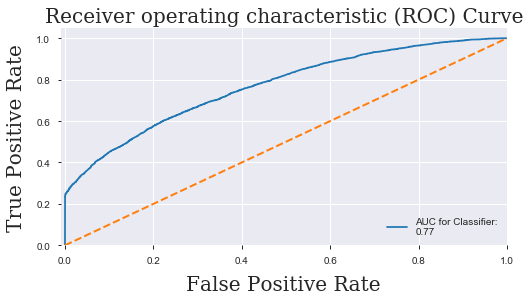 Receiver operating characteristic (ROC) Curve
True Positive Rate
1.0
0.8
0.6
0.4
0.2
0.0
0.0 0.2 0.4 0.6 0.8 1.0
AUC for Classifier:
0.77
False Positive Rate